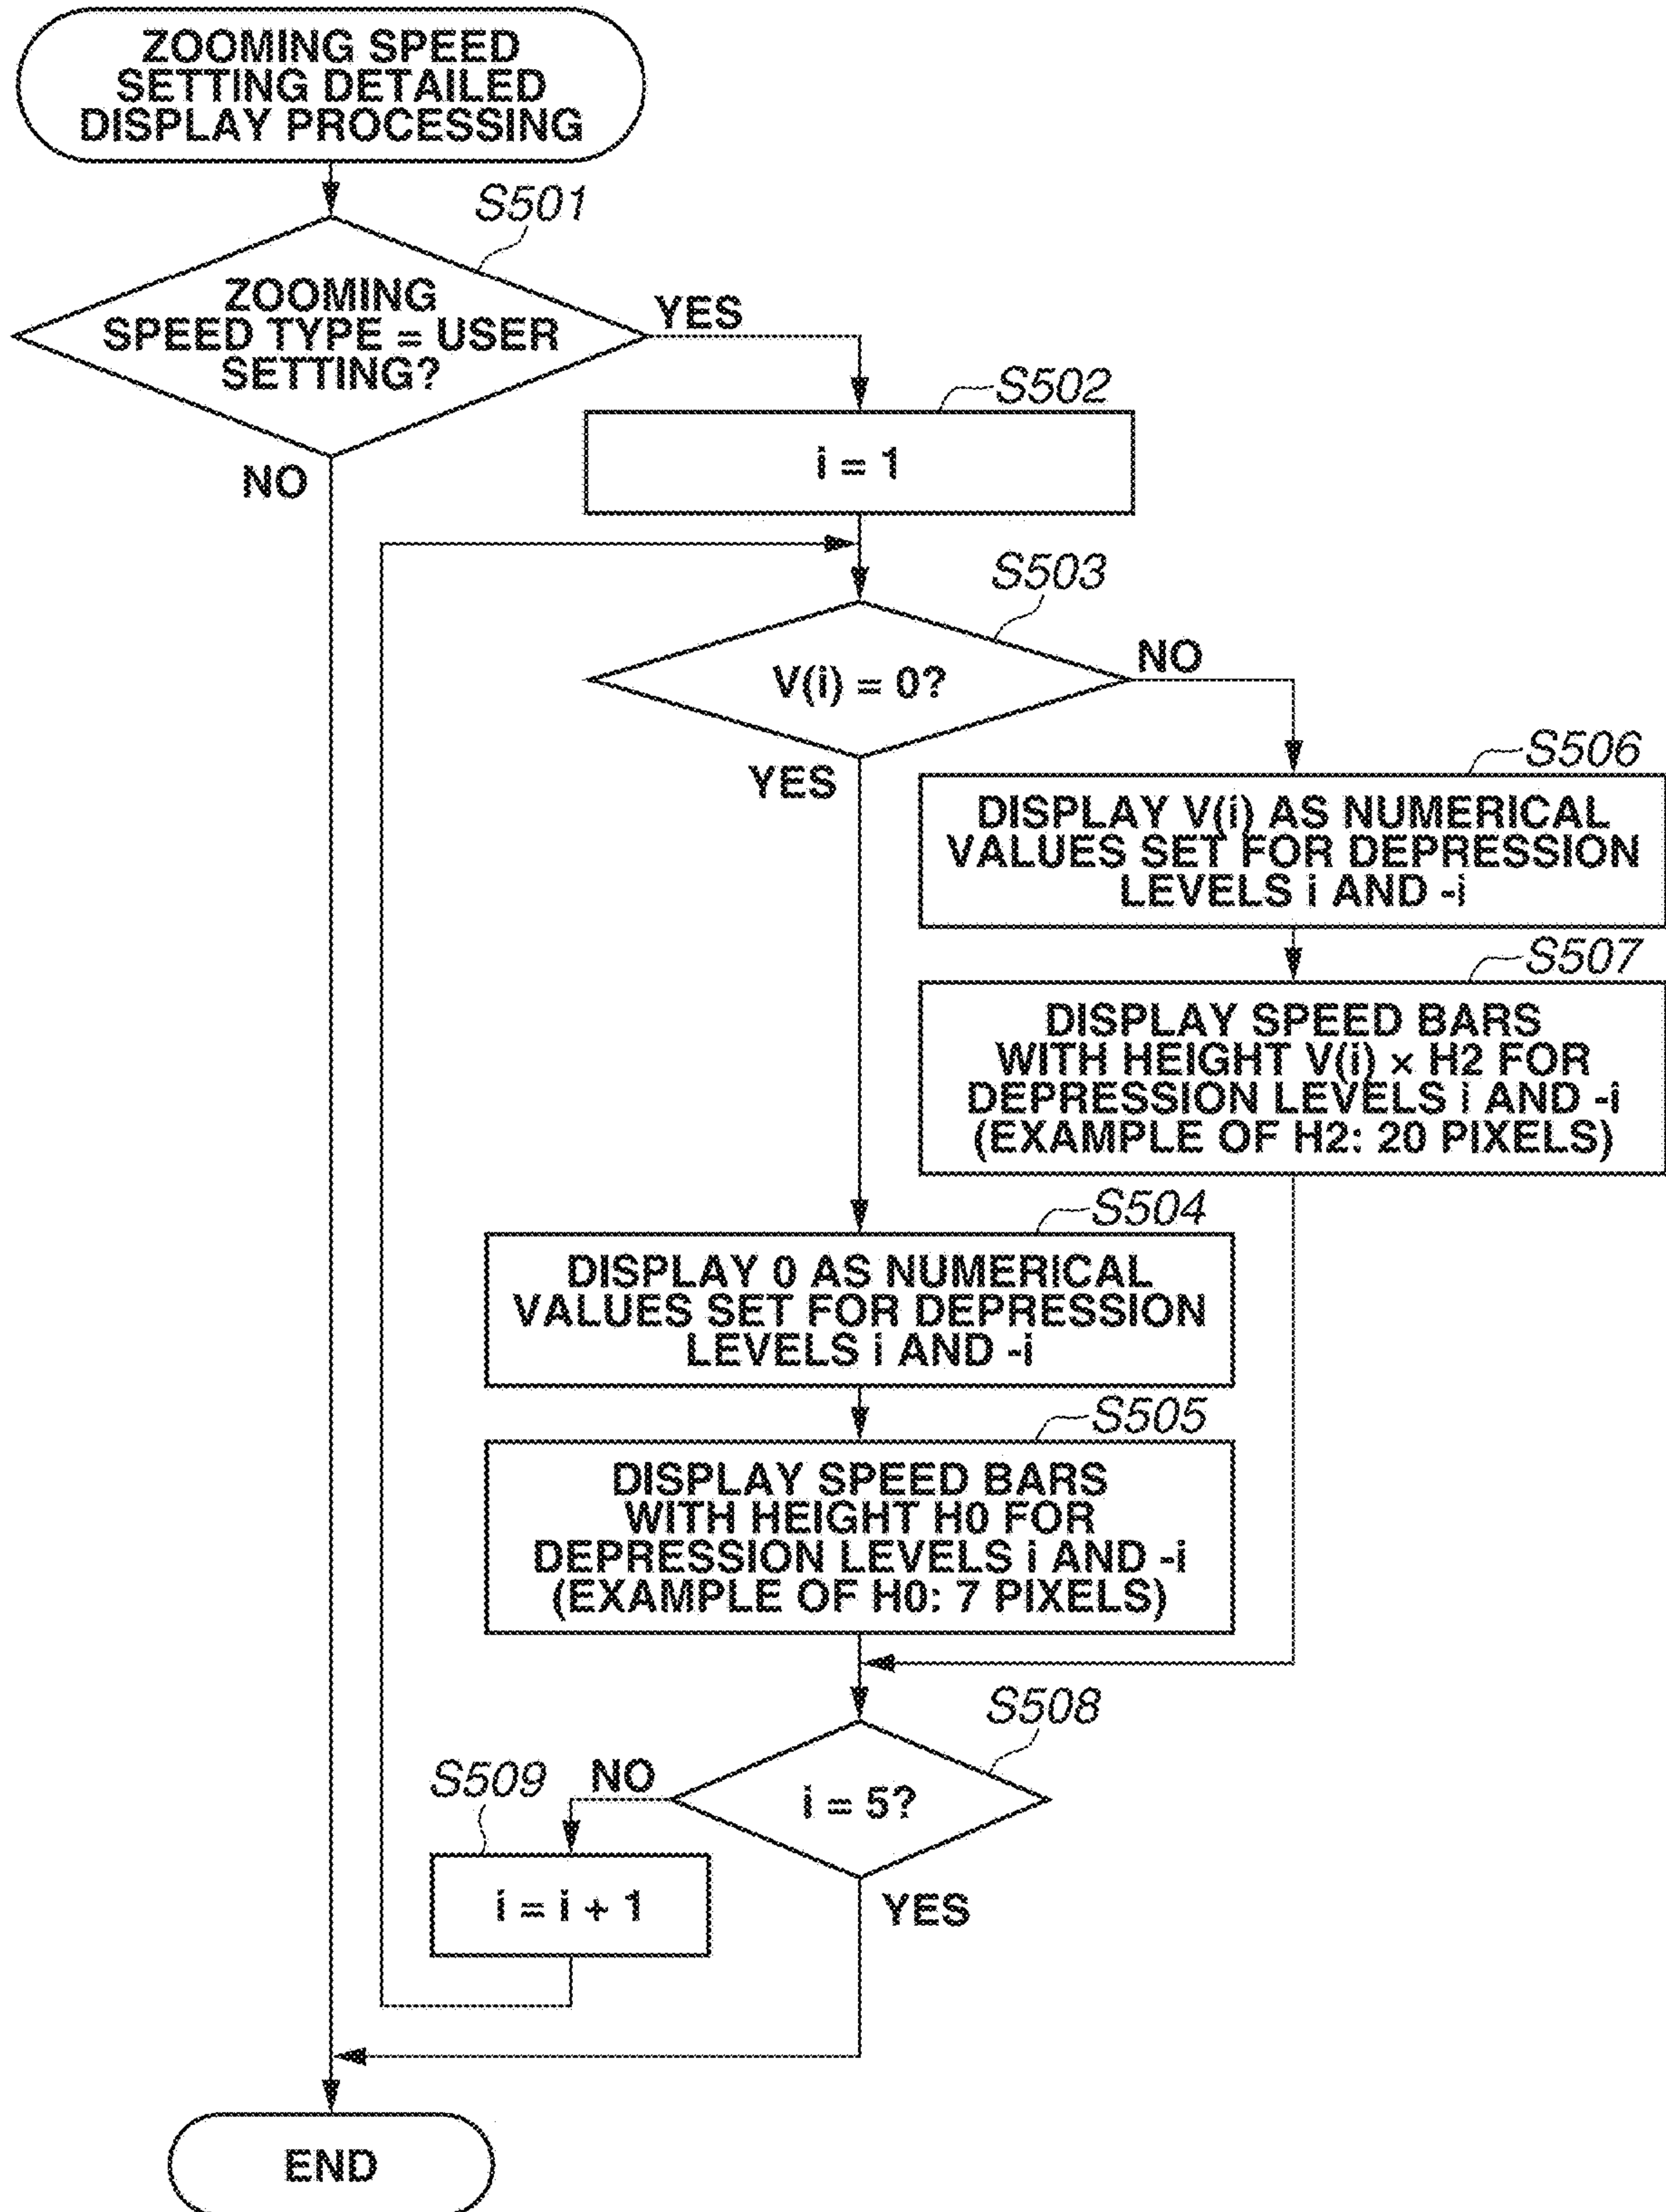 ZOOMING SPEED
SETTING DETAILED
DISPLAY PROCESSING
S501
ZOOMING
SPEED TYPE = USER
SETTING?
YES
NO
S502
i = 1
S503
V(i) = 0?
NO
YES
S506
DISPLAY V(i) AS NUMERICAL
VALUES SET FOR DEPRESSION
LEVELS i AND -i
S507
DISPLAY SPEED BARS
WITH HEIGHT V(i) × H2 FOR
DEPRESSION LEVELS i AND -i
(EXAMPLE OF H2: 20 PIXELS)
S504
DISPLAY 0 AS NUMERICAL
VALUES SET FOR DEPRESSION
LEVELS i AND -i
S505
DISPLAY SPEED BARS
WITH HEIGHT H0 FOR
DEPRESSION LEVELS i AND -i
(EXAMPLE OF H0: 7 PIXELS)
S508
i = 5?
NO
YES
S509
i = i + 1
END